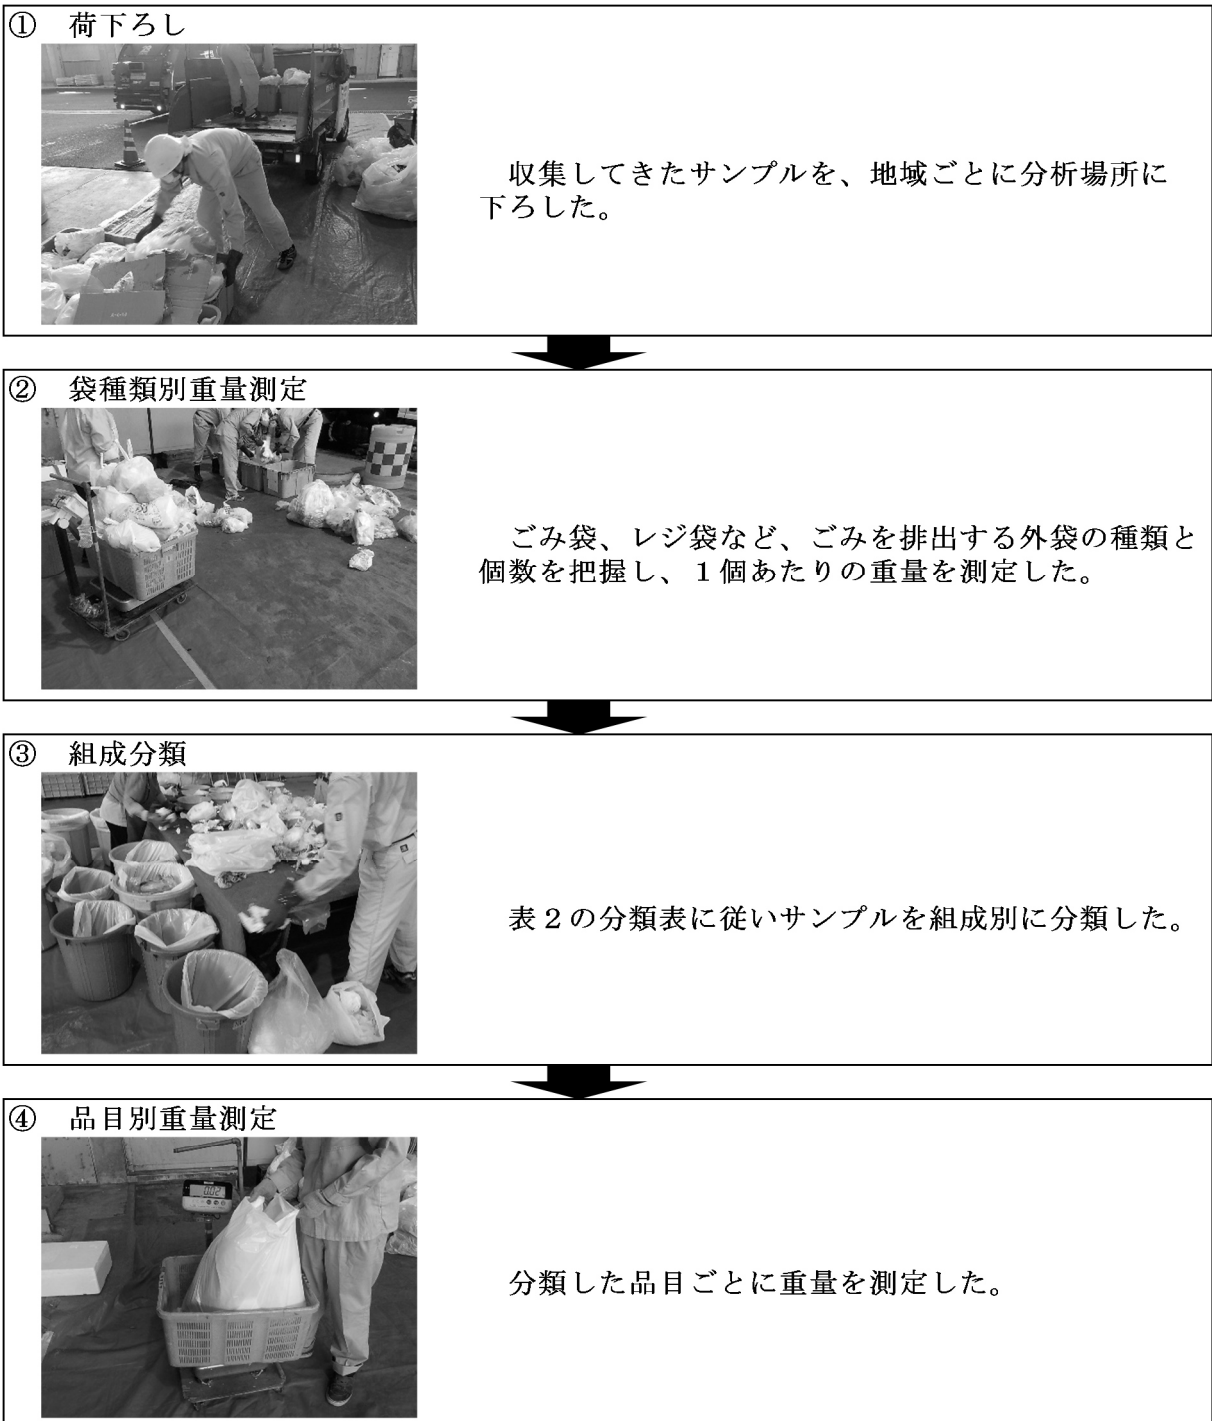 ① 荷下ろし
収集してきたサンプルを、地域ごとに分析場所に
下ろした。
② 袋種類別重量測定
ごみ袋、レジ袋など、ごみを排出する外袋の種類と
個数を把握し、1個あたりの重量を測定した。
③ 組成分類
表2の分類表に従いサンプルを組成別に分類した。
④ 品目別重量測定
0.02
分類した品目ごとに重量を測定した。